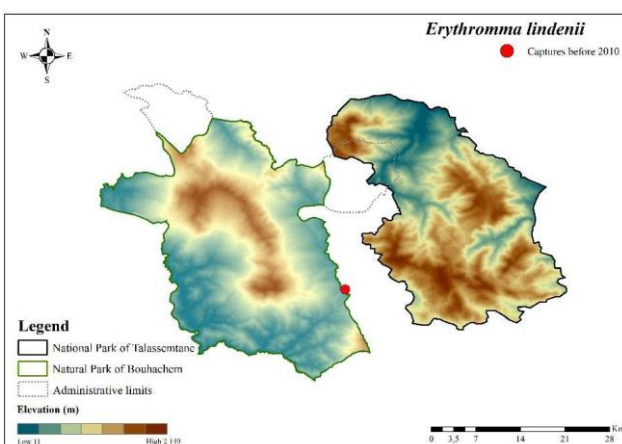 N
W E
S
Erythromma lindenii
Captures before 2010
Legend
National Park of Talassemtane
Natural Park of Bouhachem
Administrative limits
Elevation (m)
Low 11 High 2 149
Km
0 3,5 7 14 21 28